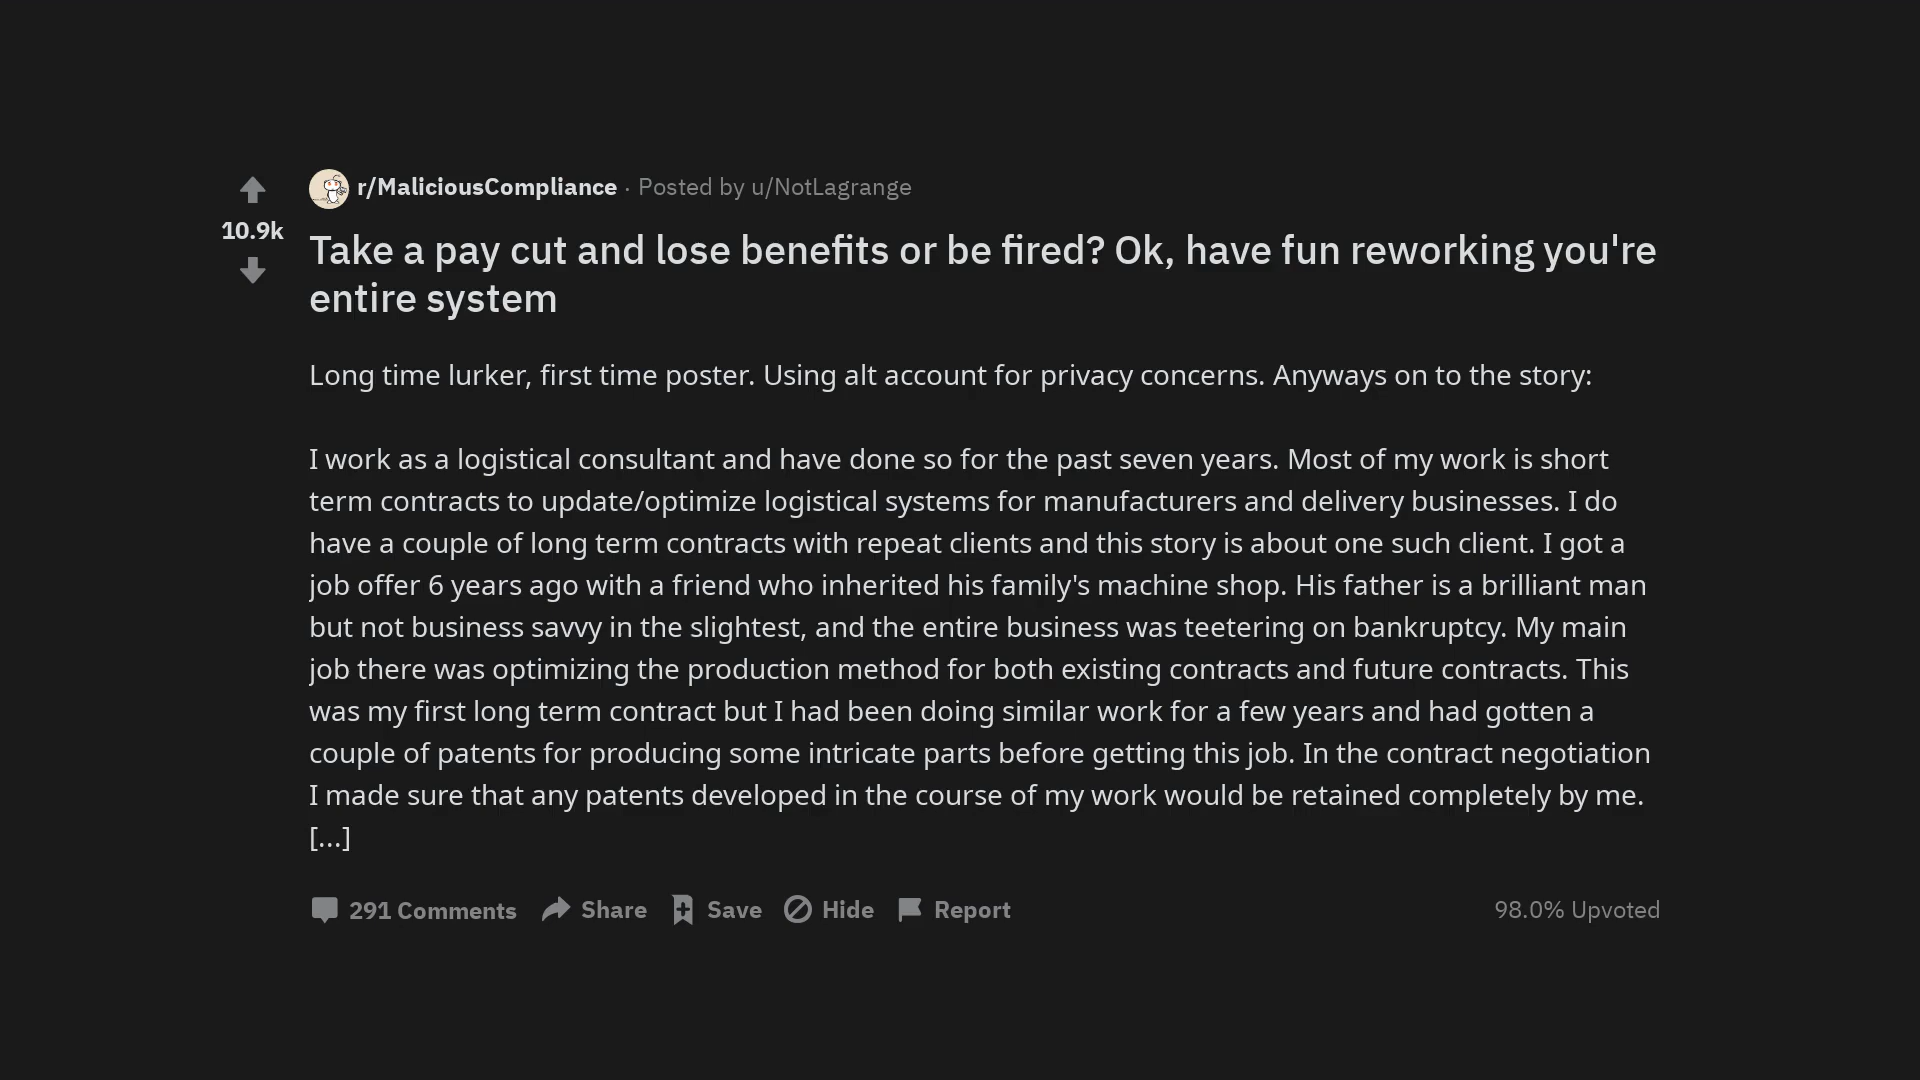 r/MaliciousCompliance · Posted by u/NotLagrange
10.9k
Take a pay cut and lose benefits or be fired? Ok, have fun reworking you're
entire system
Long time lurker, first time poster. Using alt account for privacy concerns. Anyways on to the story:
I work as a logistical consultant and have done so for the past seven years. Most of my work is short
term contracts to update/optimize logistical systems for manufacturers and delivery businesses. I do
have a couple of long term contracts with repeat clients and this story is about one such client. I got a
job offer 6 years ago with a friend who inherited his family's machine shop. His father is a brilliant man
but not business savvy in the slightest, and the entire business was teetering on bankruptcy. My main
job there was optimizing the production method for both existing contracts and future contracts. This
was my first long term contract but I had been doing similar work for a few years and had gotten a
couple of patents for producing some intricate parts before getting this job. In the contract negotiation
I made sure that any patents developed in the course of my work would be retained completely by me.
[...]
291 Comments Share Save Hide Report 98.0% Upvoted